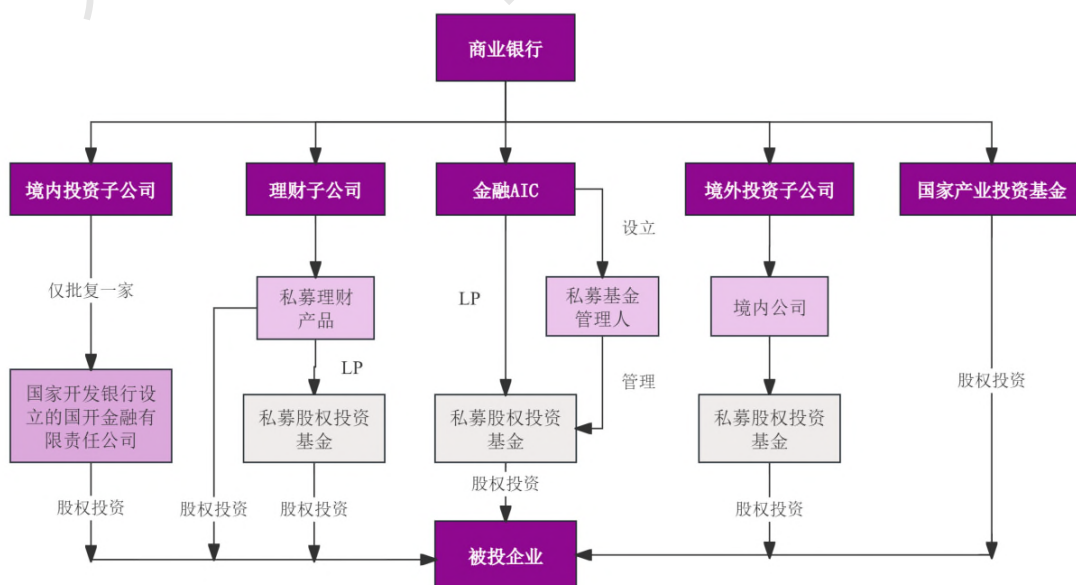 商业银行
境内投资子公司
理财子公司
金融AIC
境外投资子公司
国家产业投资基金
设立
仅批复一家
私募理财
产品
LP
私募基金
管理人
境内公司
LP
管理
股权投资
国家开发银行设
立的国开金融有
限责任公司
私募股权投资
基金
私募股权投资
基金
私募股权投资
基金
股权投资
股权投资
股权投资
股权投资
股权投资
被投企业